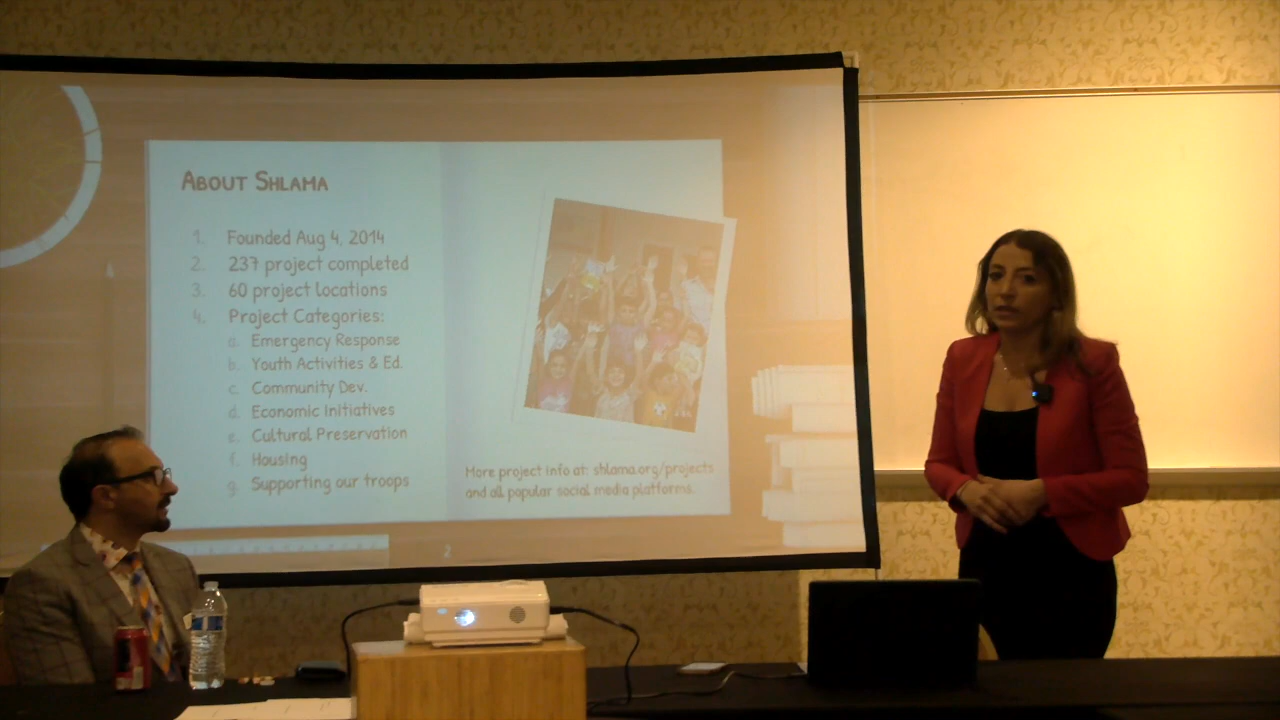 ABOUT SHLAMA
1. Founded Aug 4, 2014
2. 237 project completed
3. 60 project locations
4. Project Categories:
a. Emergency Response
b. Youth Activities & Ed.
c. Community Dev.
d. Economic Initiatives
e. Cultural Preservation
f. Housing
g. Supporting our troops
More project info at: shlama.org/projects
and all popular social media platforms.
2